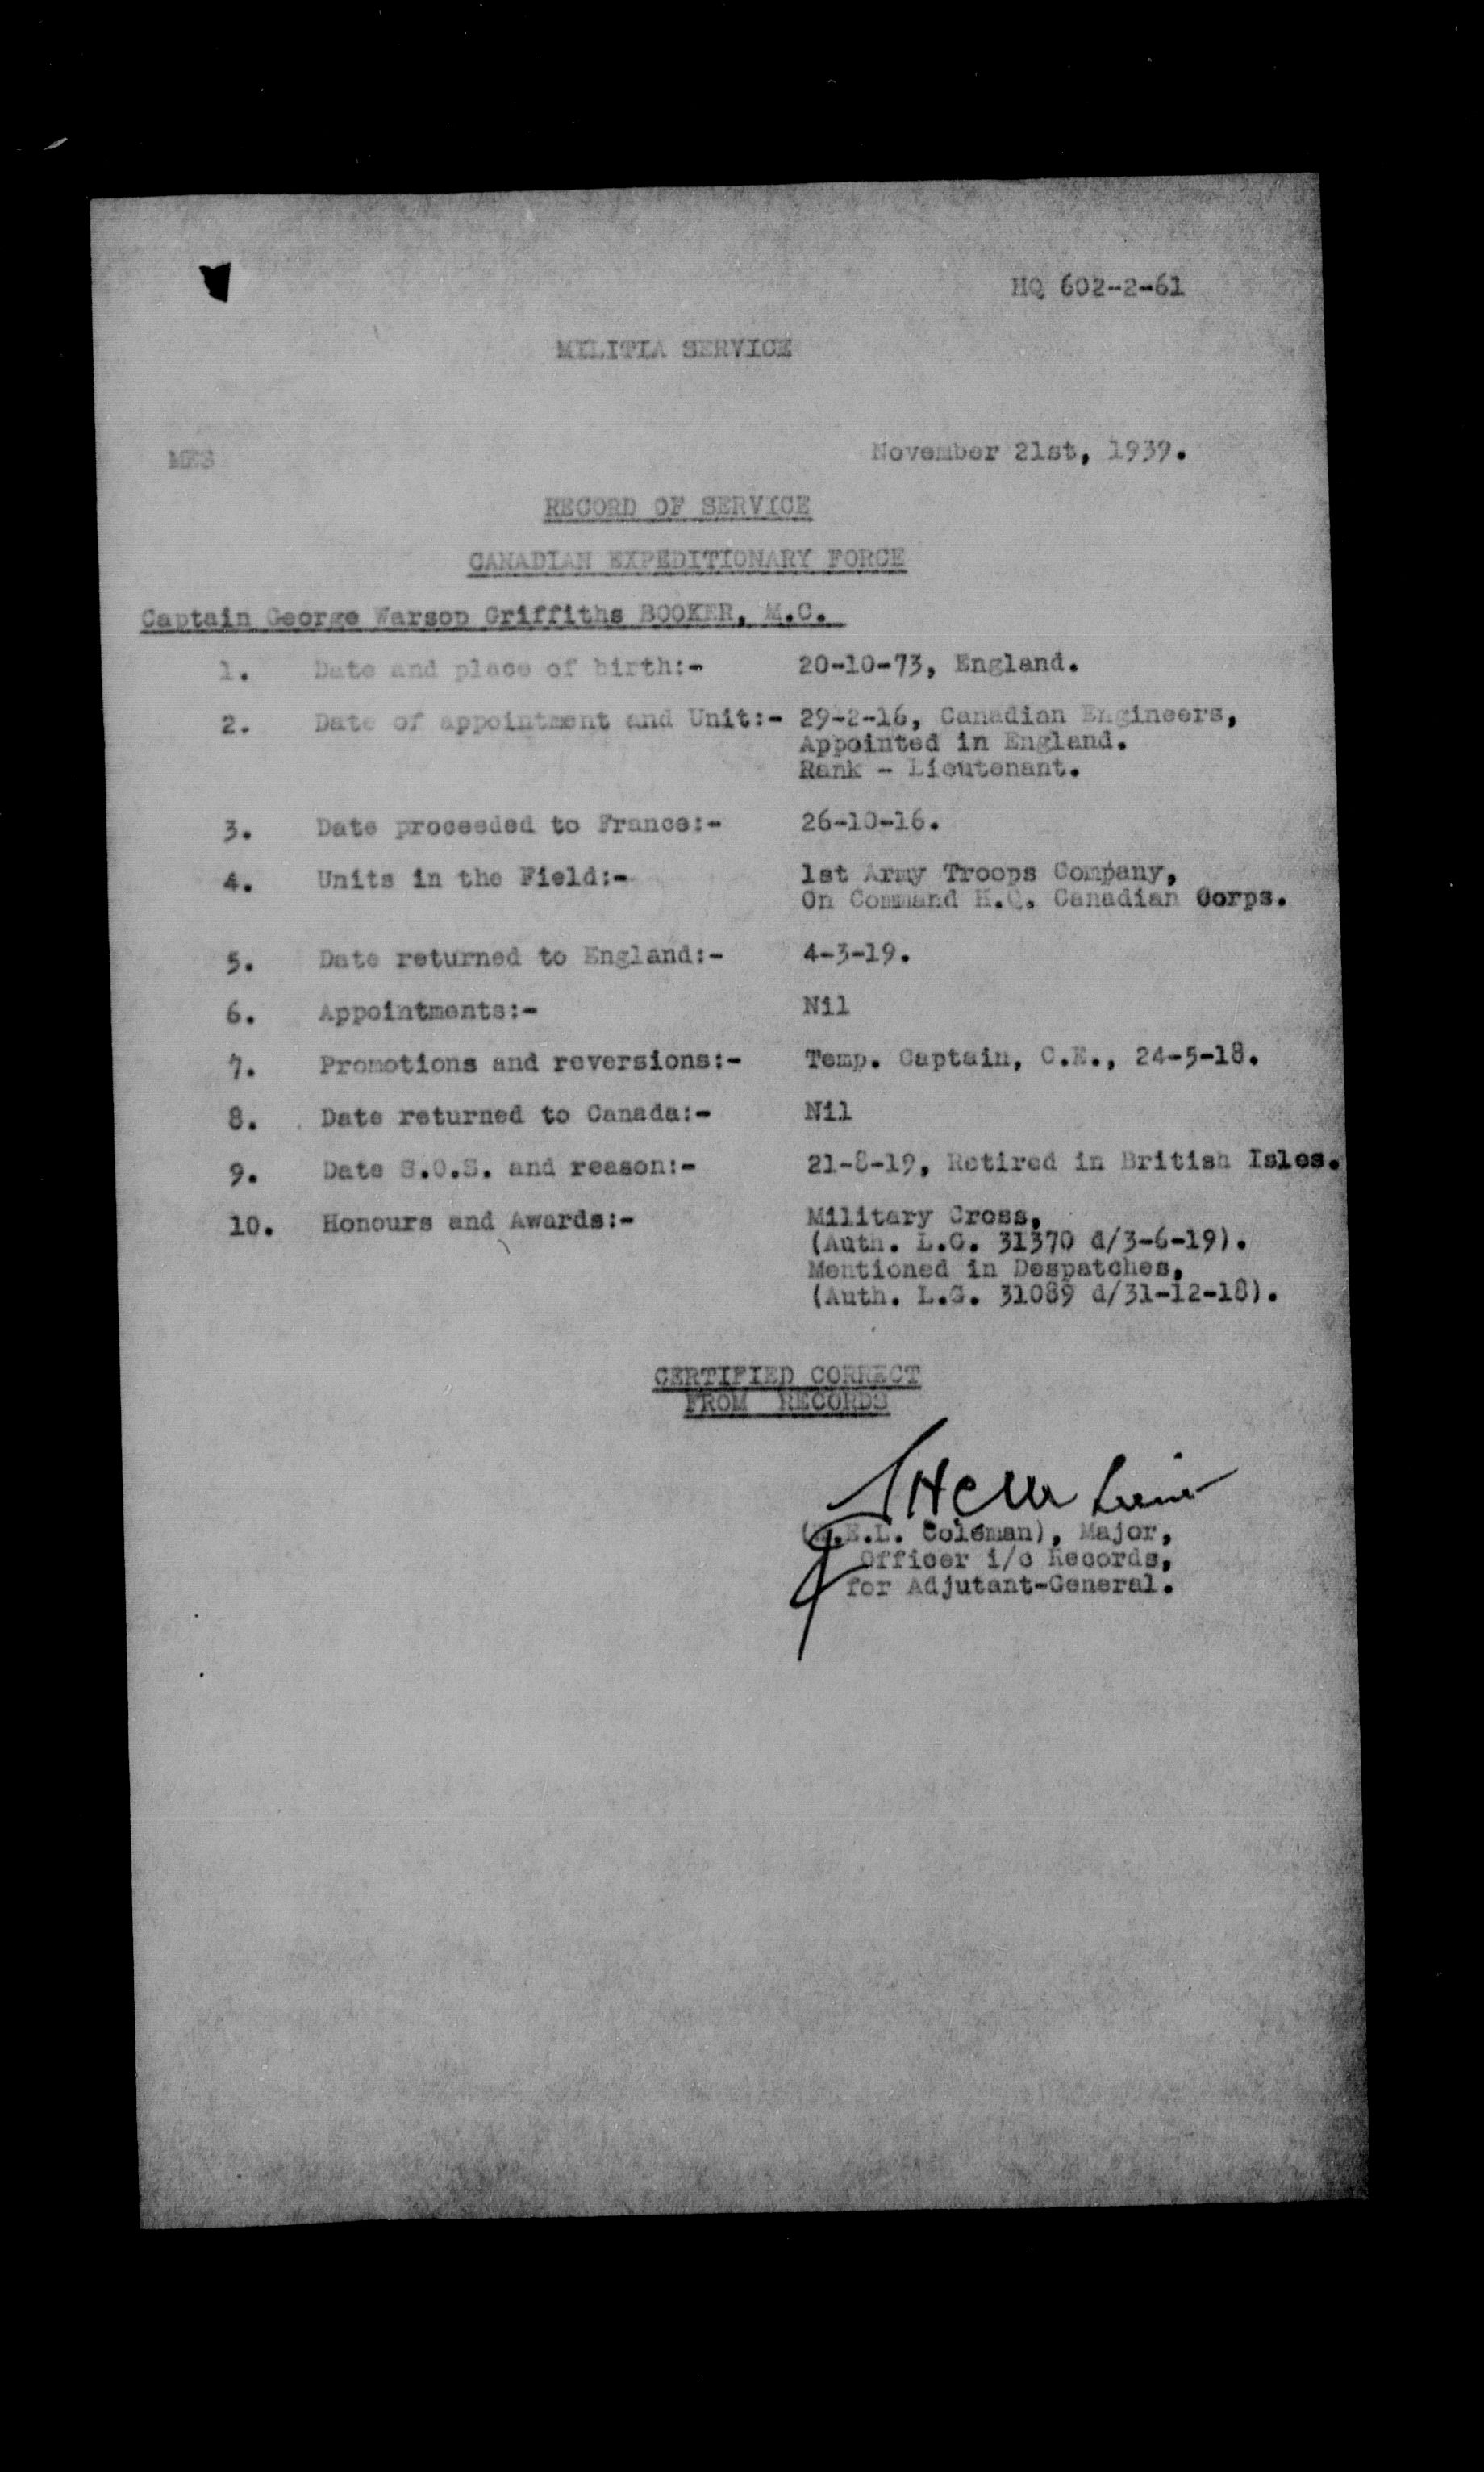 HQ 602-2-61
MILITIA SERVICE
MES
November 21st, 1939.
RECORD OF SERVICE
CANADIAN EXPEDITIONARY FORCE
Captain George Warsop Griffiths BOOKER, M.C.
1. Date and place of birth:- 20-10-73, England.
2. Date of appointment and Unit:- 29-2-16, Canadian Engineers,
Appointed in England.
Rank - Lieutenant.
3. Date proceeded to France:- 26-10-16.
4. Units in the Field:- 1st Army Troops Company,
On Command H.Q. Canadian Corps.
5. Date returned to England:- 4-3-19.
6. Appointments:- Nil
7. Promotions and reversions:- Temp. Captain, C.E., 24-5-18.
8. Date returned to Canada:- Nil
9. Date S.O.S. and reason:- 21-8-19, Retired in British Isles.
10. Honours and Awards:- Military Cross,
(Auth. L.G. 31370 d/3-6-19).
Mentioned in Despatches,
(Auth. L.G. 31089 d/31-12-18).
CERTIFIED CORRECT
FROM RECORDS
.E.L. Coleman), Major,
Officer i/c Records,
for Adjutant-General.